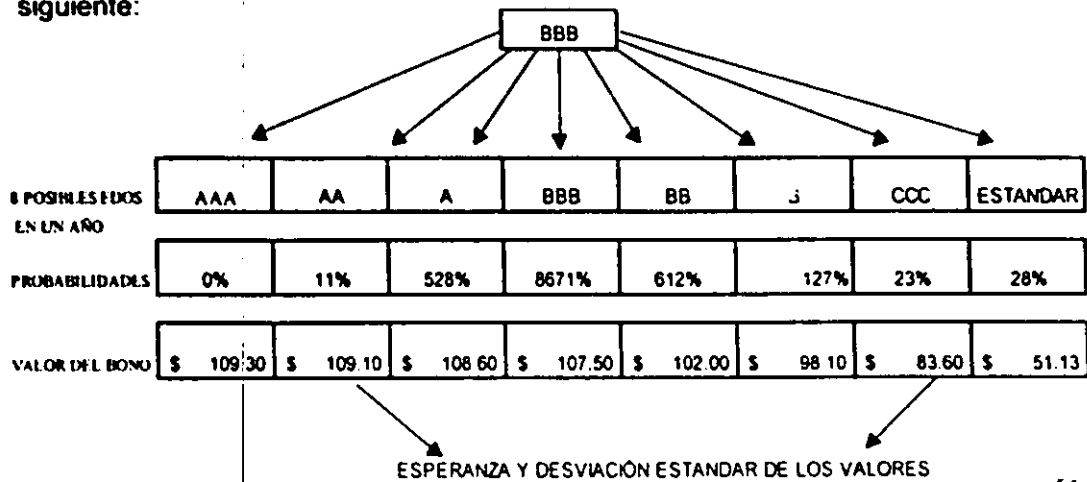 siguiente:
BBB
8 POSIBLES EDOS
EN UN AÑO
AAA AA A BBB BB CCC ESTANDAR
PROBABILIDADES 0% 11% 528% 8671% 612% 127% 23% 28%
VALOR DEL BONO $ 109.30 $ 109.10 $ 108.60 $ 107.50 $ 102.00 $ 98.10 $ 83.60 $ 51.13
ESPERANZA Y DESVIACIÓN ESTANDAR DE LOS VALORES